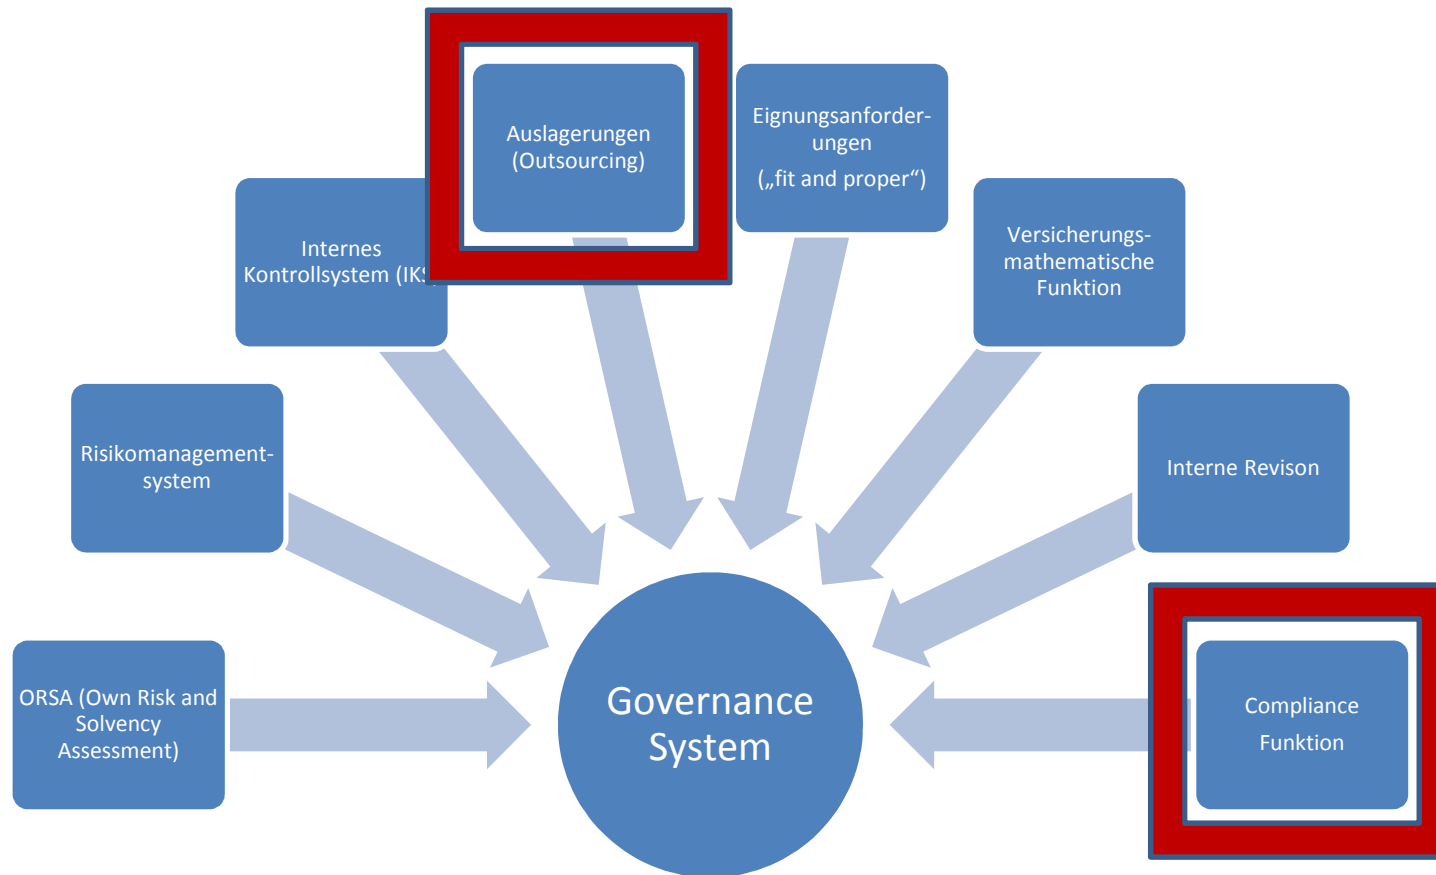 Auslagerungen
(Outsourcing)
Eignungsanforder-
ungen
(„fit and proper“)
Internes
Kontrollsystem (IKS)
Versicherungs-
mathematische
Funktion
Risikomanagement-
system
Interne Revison
ORSA (Own Risk and
Solvency
Assessment)
Governance
System
Compliance
Funktion